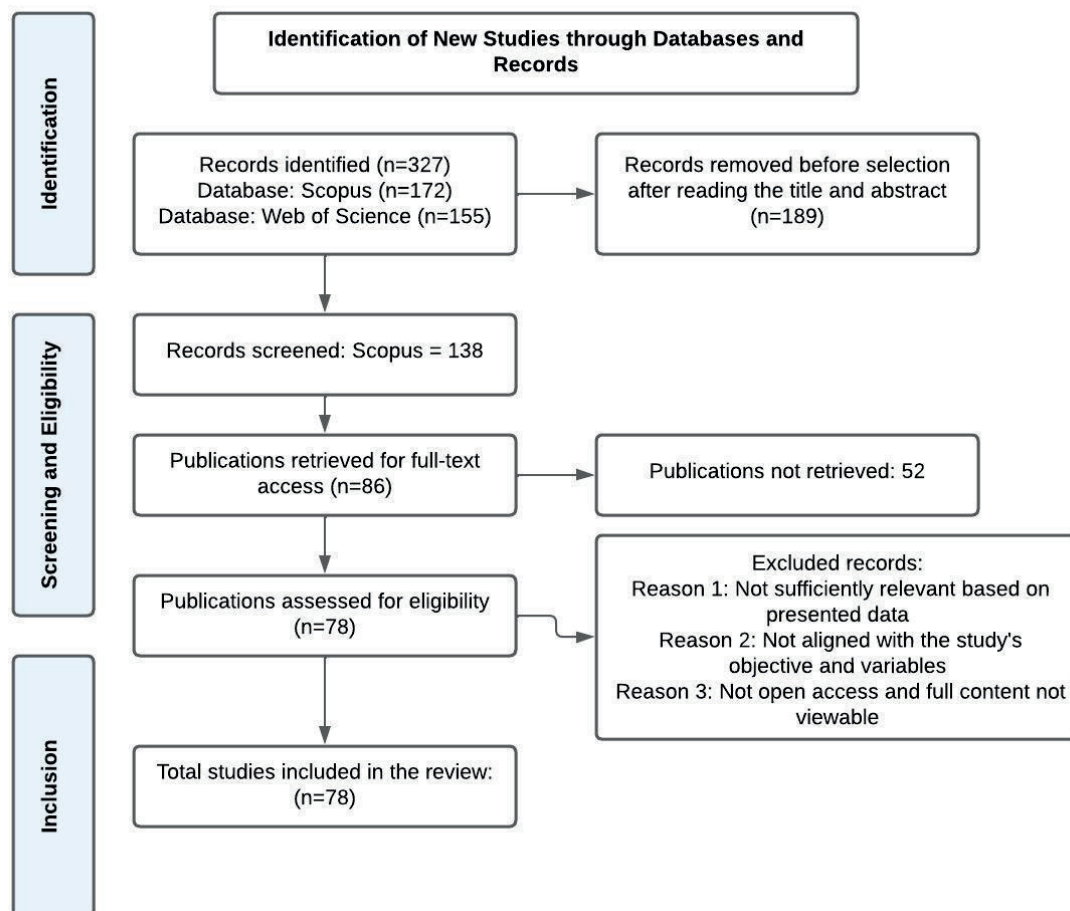 Identification of New Studies through Databases and
Records
Identification
Records identified (n=327)
Database: Scopus (n=172)
Database: Web of Science (n=155)
Records removed before selection
after reading the title and abstract
(n=189)
Screening and Eligibility
Records screened: Scopus = 138
Publications retrieved for full-text
access (n=86)
Publications not retrieved: 52
Publications assessed for eligibility
(n=78)
Excluded records:
Reason 1: Not sufficiently relevant based on
presented data
Reason 2: Not aligned with the study's
objective and variables
Reason 3: Not open access and full content not
viewable
Inclusion
Total studies included in the review:
(n=78)